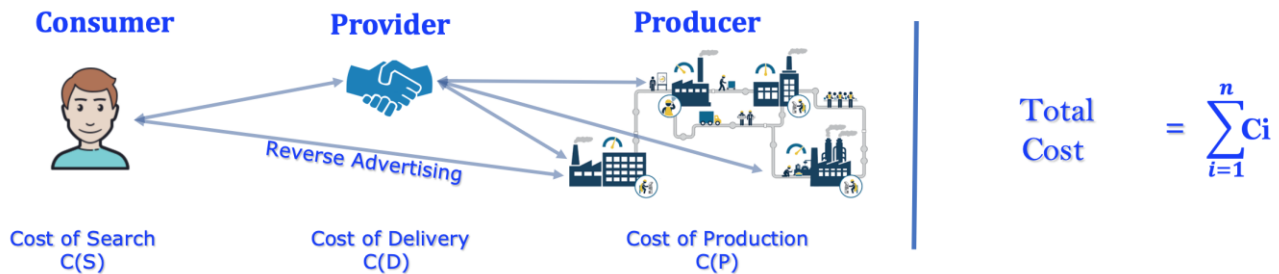 Consumer
Provider
Producer
Reverse Advertising
Cost of Search
C(S)
Cost of Delivery
C(D)
Cost of Production
C(P)
Total
Cost
= ∑ Ci
n
i=1